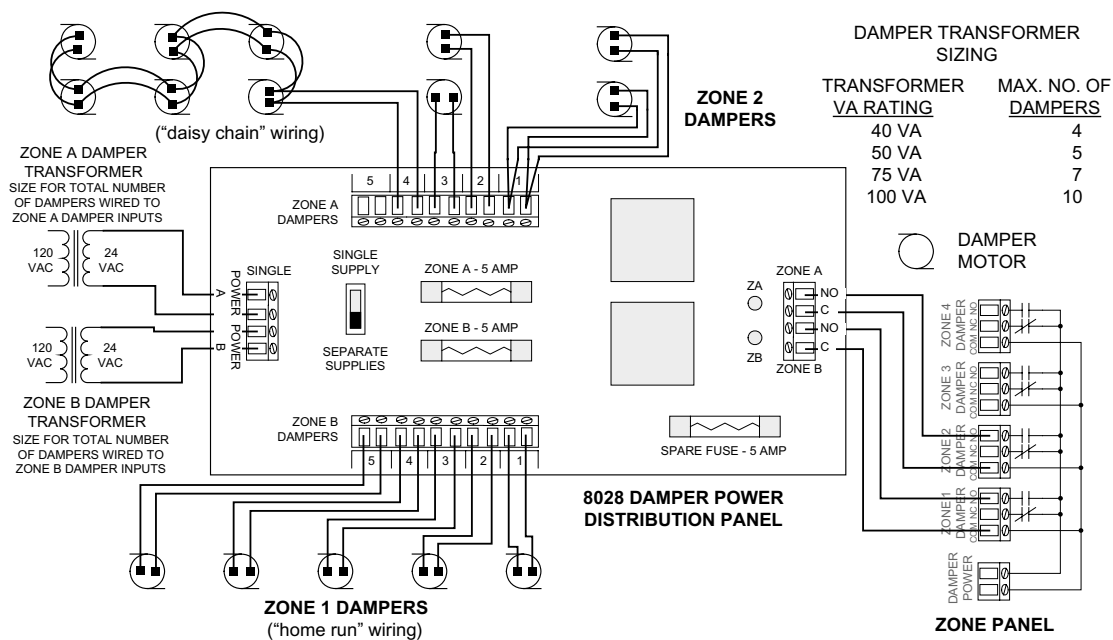 ("daisy chain" wiring)
ZONE 2
DAMPERS
DAMPER TRANSFORMER
SIZING
TRANSFORMER MAX. NO. OF
VA RATING DAMPERS
40 VA 4
50 VA 5
75 VA 7
100 VA 10
DAMPER
MOTOR
ZONE A DAMPER
TRANSFORMER
SIZE FOR TOTAL NUMBER
OF DAMPERS WIRED TO
ZONE A DAMPER INPUTS
120
VAC
24
VAC
120
VAC
24
VAC
ZONE B DAMPER
TRANSFORMER
SIZE FOR TOTAL NUMBER
OF DAMPERS WIRED TO
ZONE B DAMPER INPUTS
5 4 3 2 1
ZONE A
DAMPERS
A POWER
POWER B
SINGLE
SINGLE
SUPPLY
SEPARATE
SUPPLIES
ZONE A - 5 AMP
ZONE B - 5 AMP
ZONE B
DAMPERS
5 4 3 2 1
ZA
ZB
ZONE A
NO
C
NO
C
ZONE B
SPARE FUSE - 5 AMP
8028 DAMPER POWER
DISTRIBUTION PANEL
ZONE 4
DAMPER
COM NC NO
ZONE 3
DAMPER
COM NC NO
ZONE 2
DAMPER
COM NC NO
ZONE 1
DAMPER
COM NC NO
DAMPER
POWER
ZONE PANEL
ZONE 1 DAMPERS
("home run" wiring)